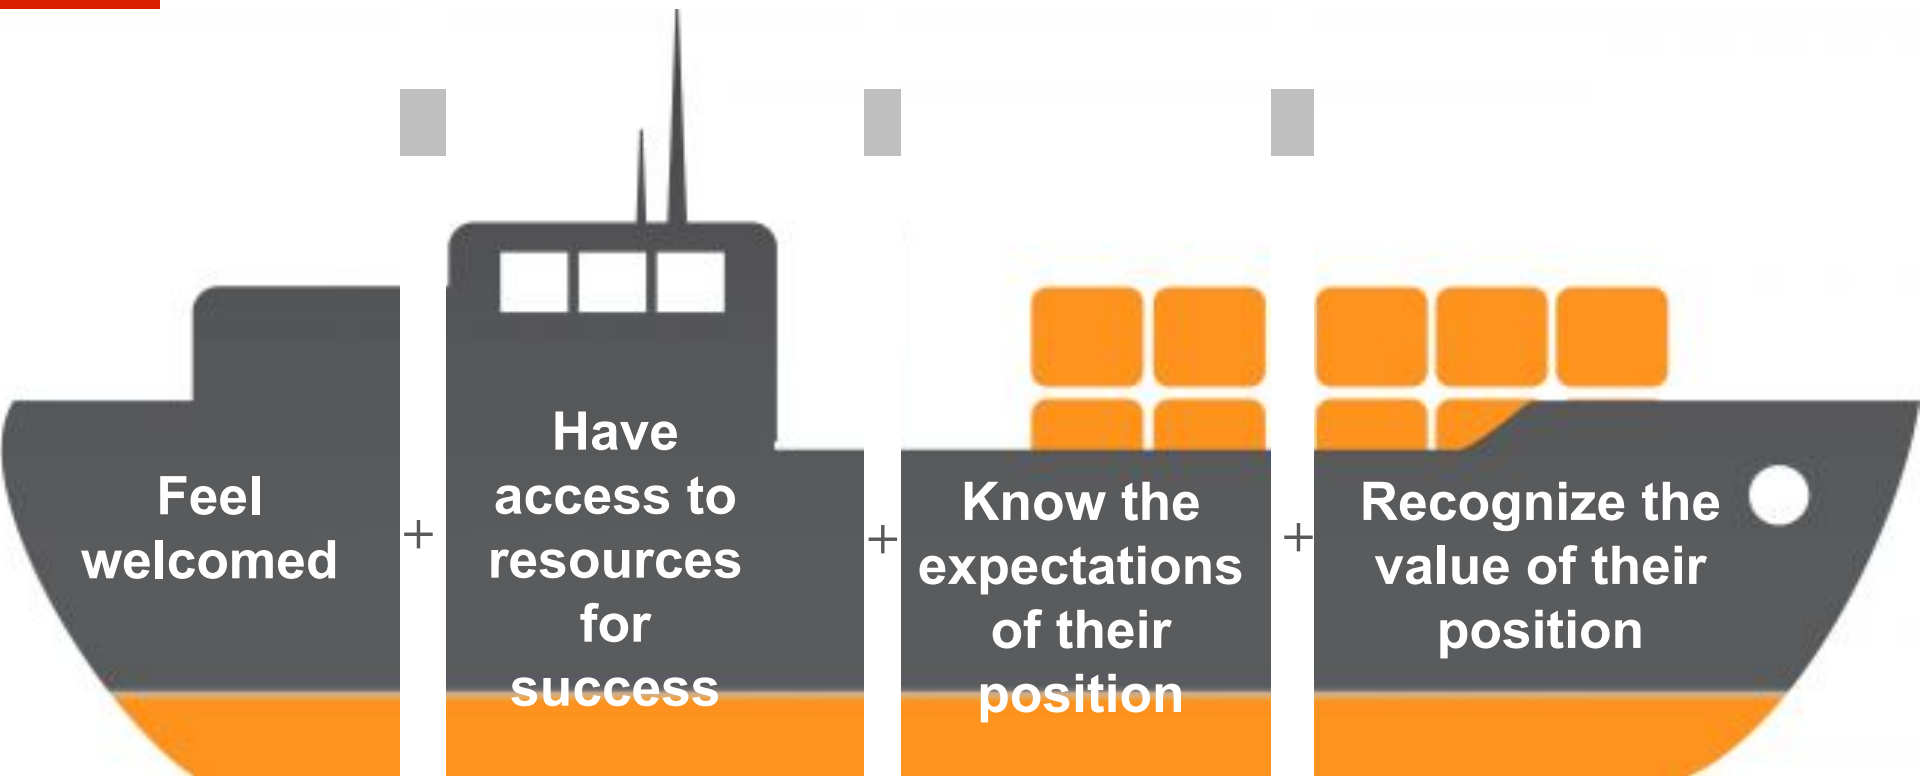 Feel
welcomed
+
Have
access to
resources
for
success
+
Know the
expectations
of their
position
+
Recognize the
value of their
position